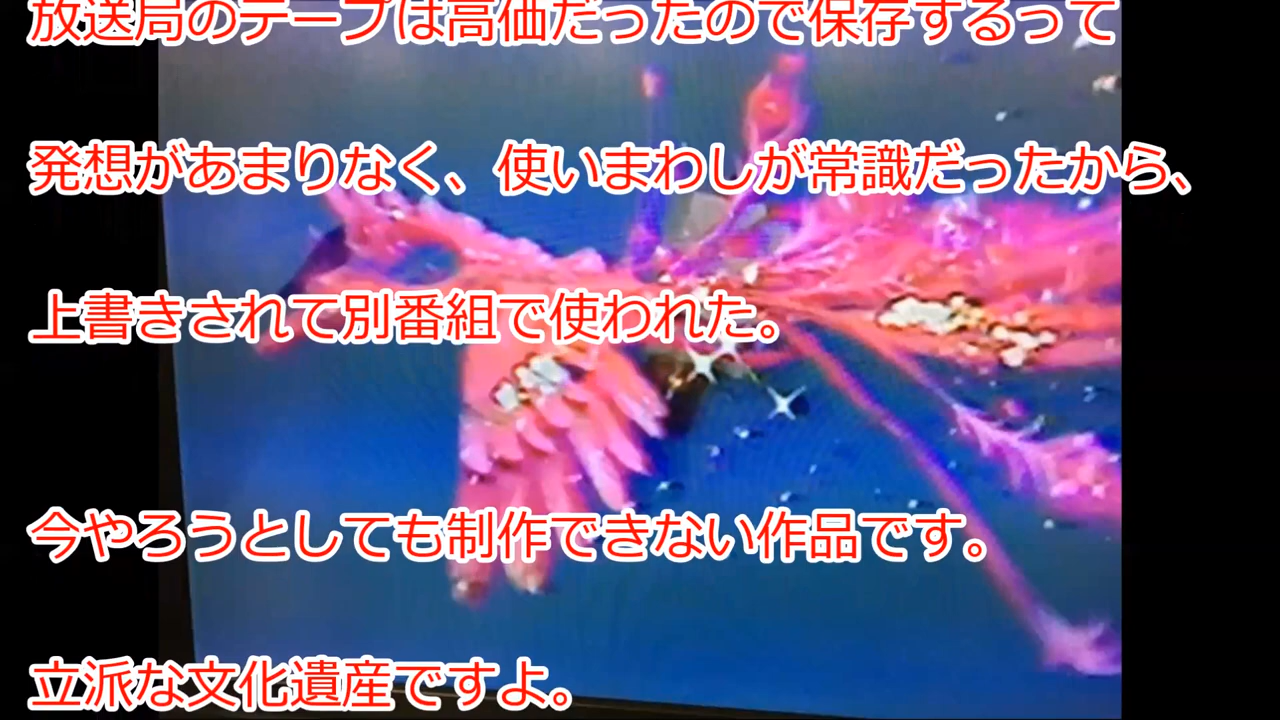 放送局のテープは高価だったので保存するって
発想があまりなく、使いまわしが常識だったから、
上書きされて別番組で使われた。
今やろうとしても制作できない作品です。
立派な文化遺産ですよ。